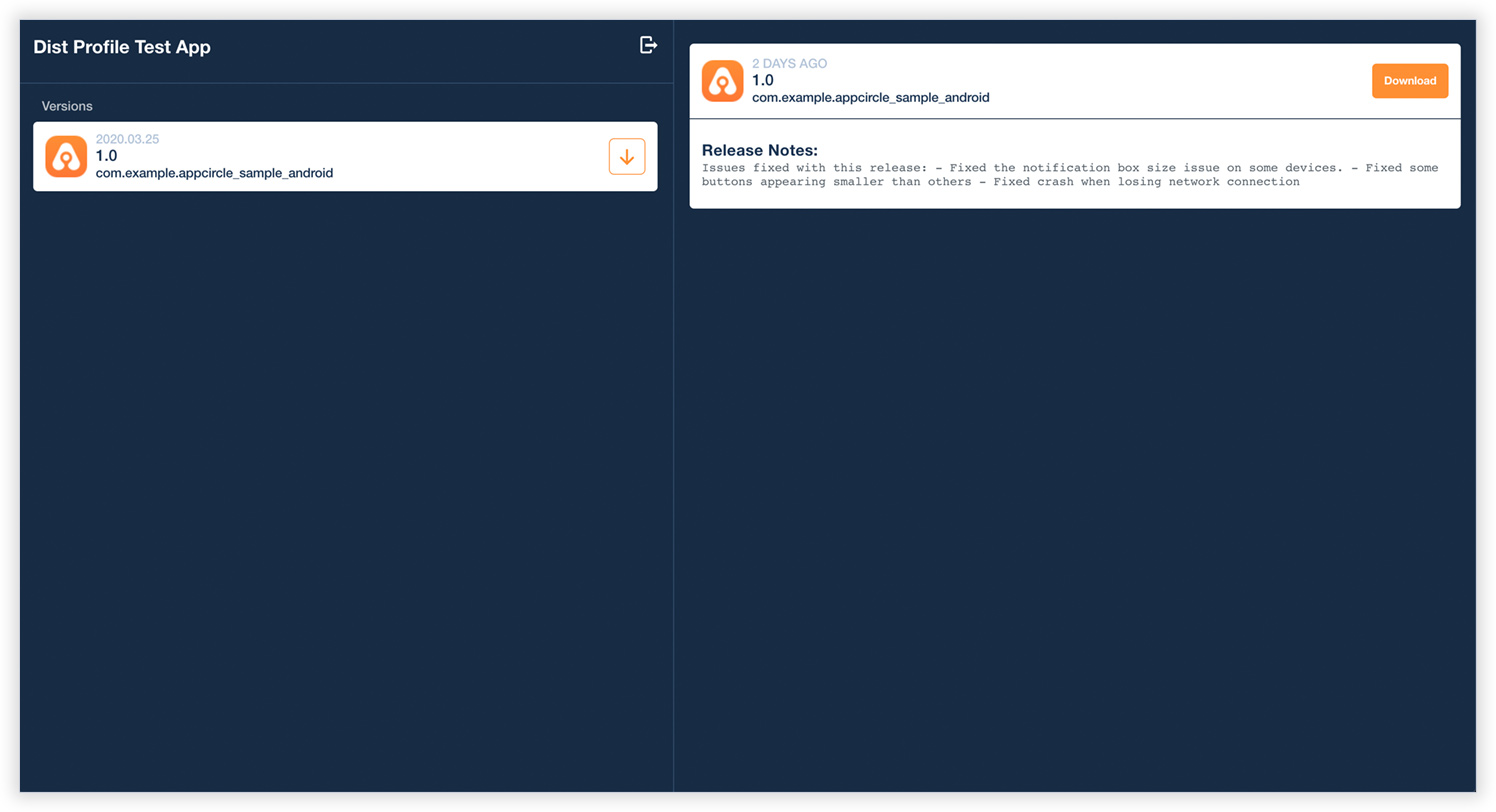 Dist Profile Test App
Versions
2020.03.25
1.0
com.example.appcircle_sample_android
2 DAYS AGO
1.0
com.example.appcircle_sample_android
Download
Release Notes:
Issues fixed with this release: – Fixed the notification box size issue on some devices. – Fixed some
buttons appearing smaller than others – Fixed crash when losing network connection